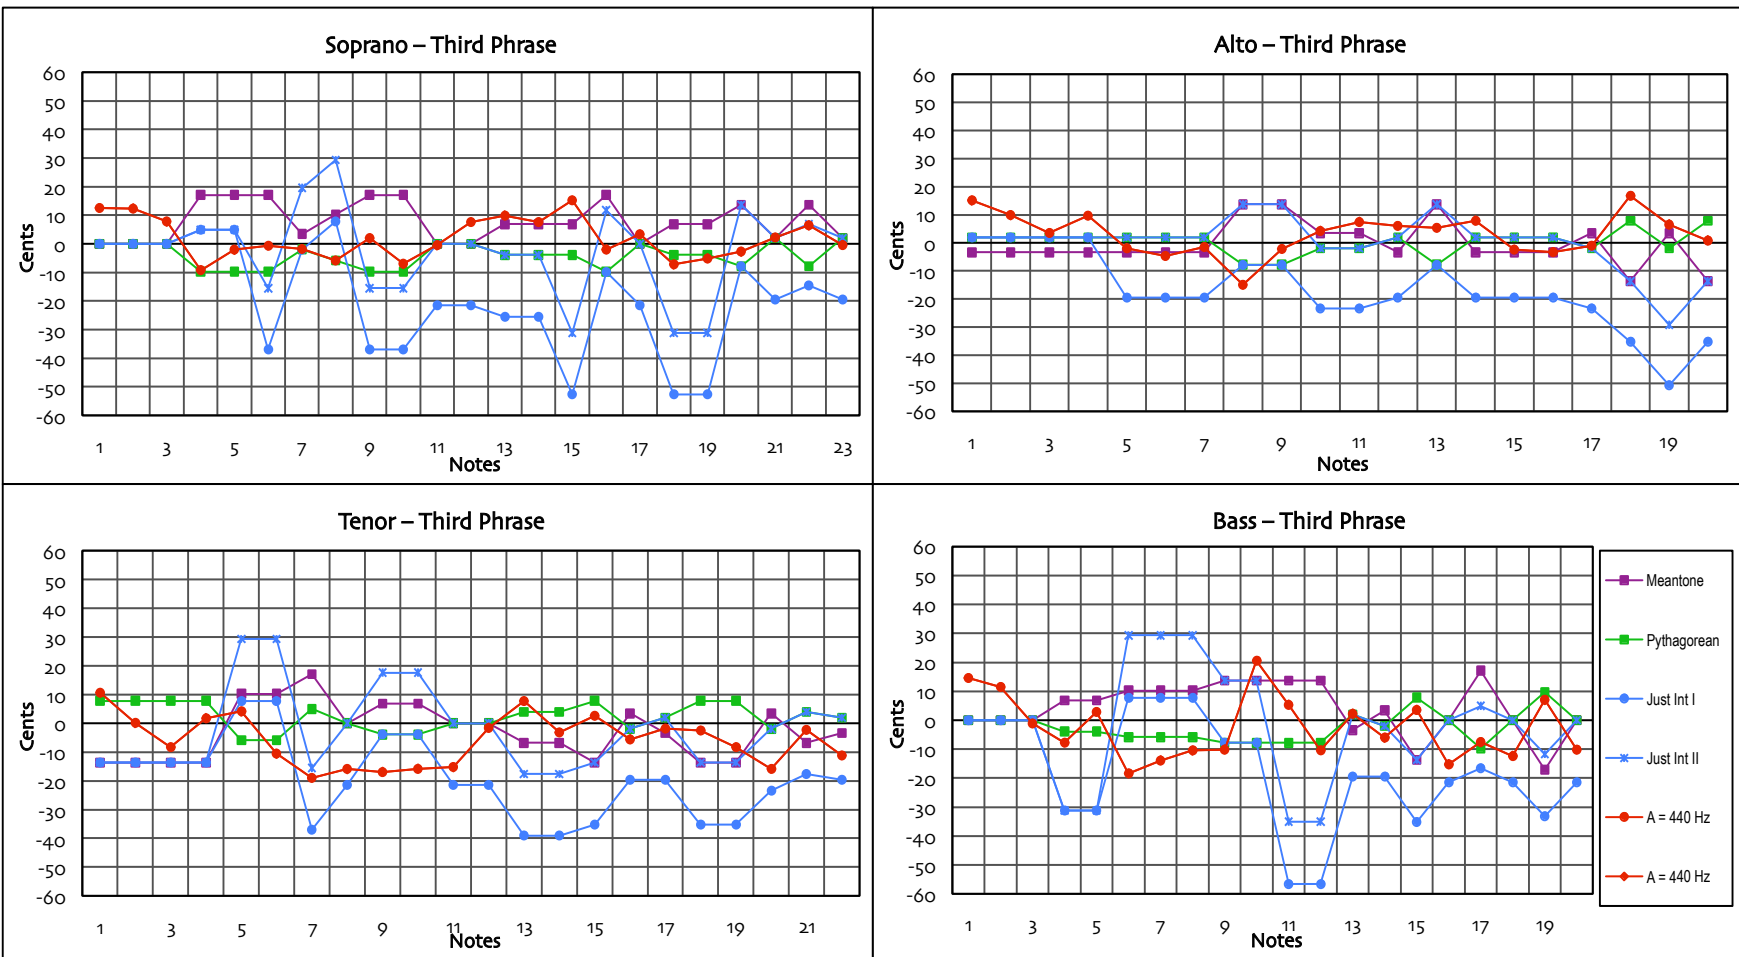 Soprano – Third Phrase
60
50
40
30
20
10
0
-10
-20
-30
-40
-50
-60
Cents
1 3 5 7 9 11 13 15 17 19 21 23
Notes
Alto – Third Phrase
60
50
40
30
20
10
0
-10
-20
-30
-40
-50
-60
Cents
1 3 5 7 9 11 13 15 17 19
Notes
Tenor – Third Phrase
60
50
40
30
20
10
0
-10
-20
-30
-40
-50
-60
Cents
1 3 5 7 9 11 13 15 17 19 21
Notes
Bass – Third Phrase
60
50
40
30
20
10
0
-10
-20
-30
-40
-50
-60
Cents
1 3 5 7 9 11 13 15 17 19
Notes
Meantone
Pythagorean
Just Int I
Just Int II
A = 440 Hz
A = 440 Hz